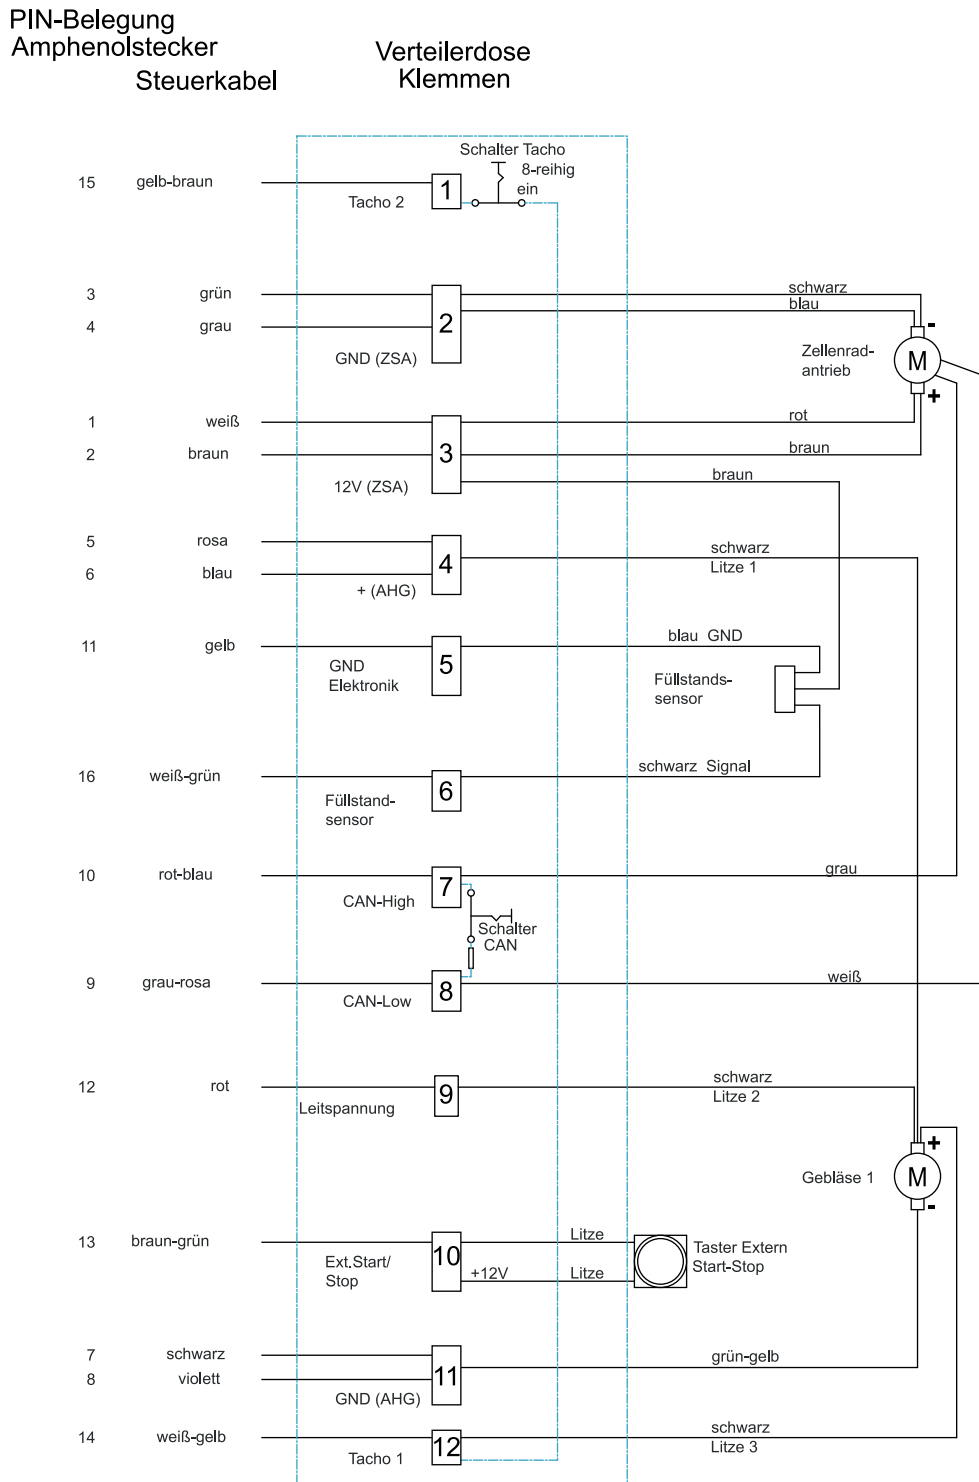 PIN-Belegung
Amphenolstecker
Steuerkabel
Verteilerdose
Klemmen
Schalter Tacho
8-reihig
ein
15 gelb-braun
Tacho 2
1
3 grün
4 grau
GND (ZSA)
2
schwarz
blau
-
Zellenrad-
antrieb
M
+
1 weiß
2 braun
12V (ZSA)
3
rot
braun
braun
5 rosa
6 blau
+ (AHG)
4
schwarz
Litze 1
11 gelb
GND
Elektronik
5
blau GND
Füllstands-
sensor
16 weiß-grün
Füllstand-
sensor
6
schwarz Signal
10 rot-blau
CAN-High
7
grau
Schalter
CAN
9 grau-rosa
CAN-Low
8
weiß
12 rot
Leitspannung
9
schwarz
Litze 2
+
Gebläse 1
M
-
13 braun-grün
Ext.Start/
Stop
10
+12V
Litze
Litze
Taster Extern
Start-Stop
7 schwarz
8 violett
GND (AHG)
11
grün-gelb
14 weiß-gelb
Tacho 1
12
schwarz
Litze 3